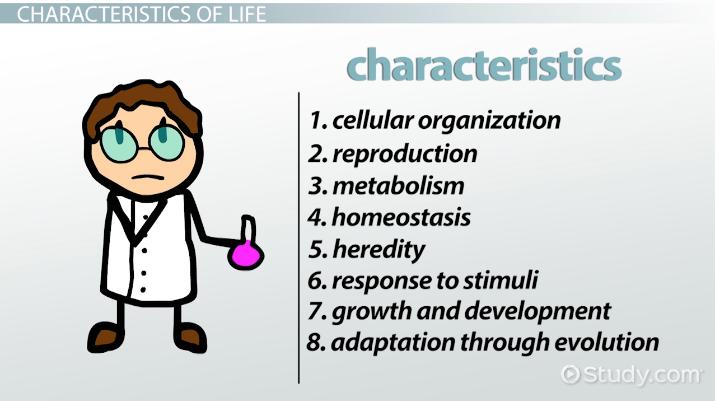 CHARACTERISTICS OF LIFE
characteristics
1. cellular organization
2. reproduction
3. metabolism
4. homeostasis
5. heredity
6. response to stimuli
7. growth and development
8. adaptation through evolution
Study.com